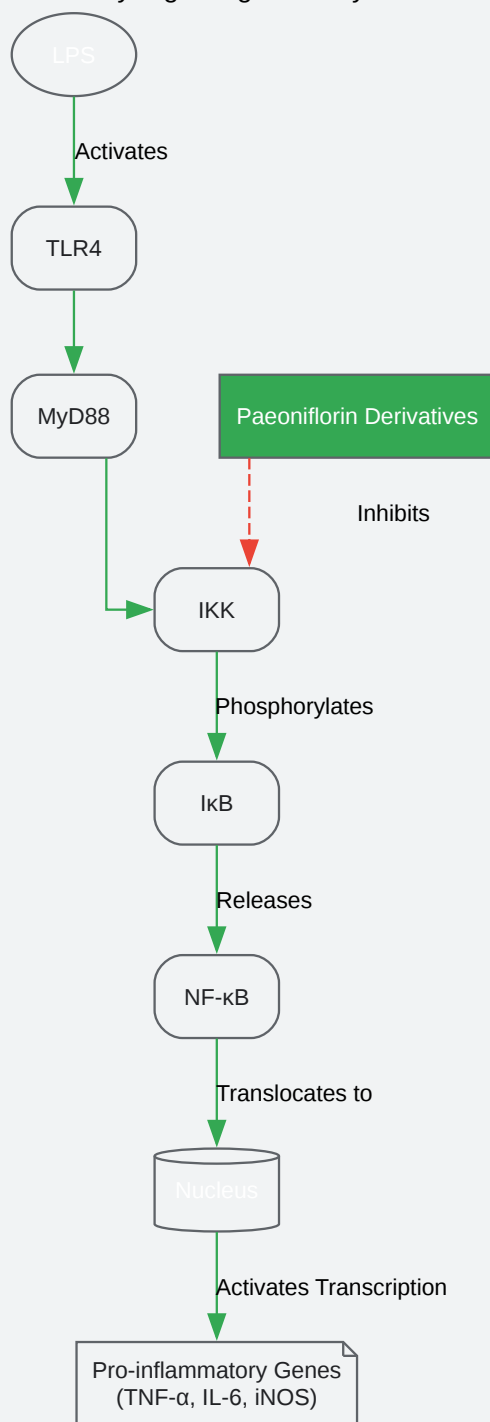 LPS
Activates
TLR4
MyD88
Paeoniflorin Derivatives
Inhibits
IKK
Phosphorylates
IκB
Releases
NF-κB
Translocates to
Nucleus
Activates Transcription
Pro-inflammatory Genes
(TNF-α, IL-6, iNOS)